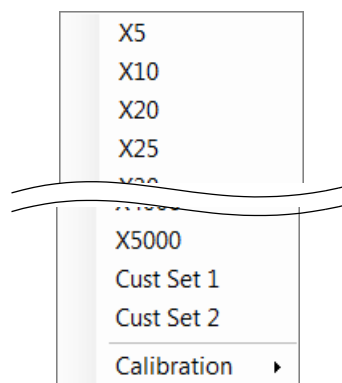 X5
X10
X20
X25
X5000
Cust Set 1
Cust Set 2
Calibration